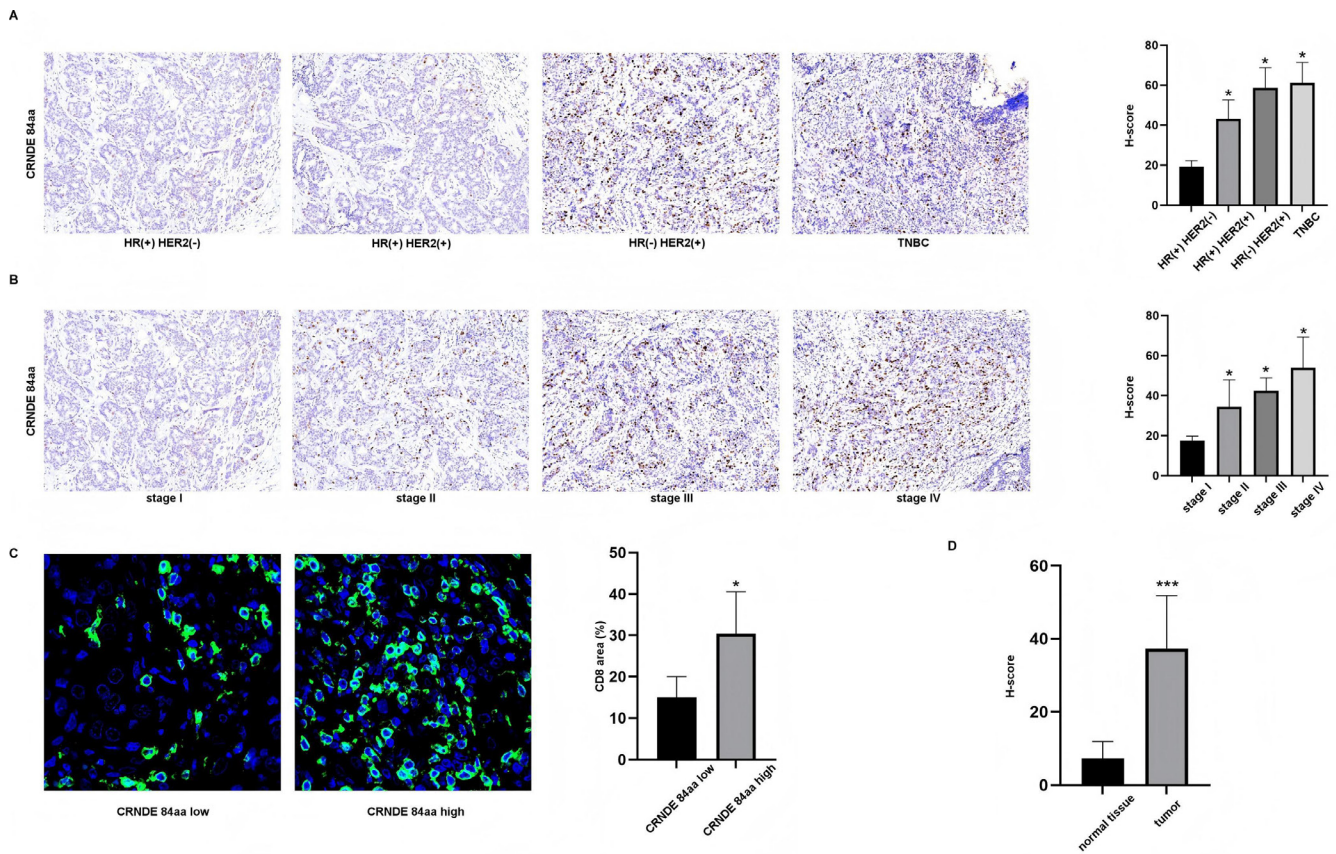 A
CRNDE 84aa
HR(+) HER2(-)
HR(+) HER2(+)
HR(-) HER2(+)
TNBC
80
60
40
20
0
H-score
*
*
*
HR(+) HER2(-)
HR(+) HER2(+)
HR(-) HER2(+)
TNBC
B
CRNDE 84aa
stage I
stage II
stage III
stage IV
80
60
40
20
0
H-score
*
*
*
stage I
stage II
stage III
stage IV
C
CRNDE 84aa low
CRNDE 84aa high
50
40
30
20
10
0
CD8 area (%)
*
CRNDE 84aa low
CRNDE 84aa high
D
60
40
20
0
H-score
***
normal tissue
tumor